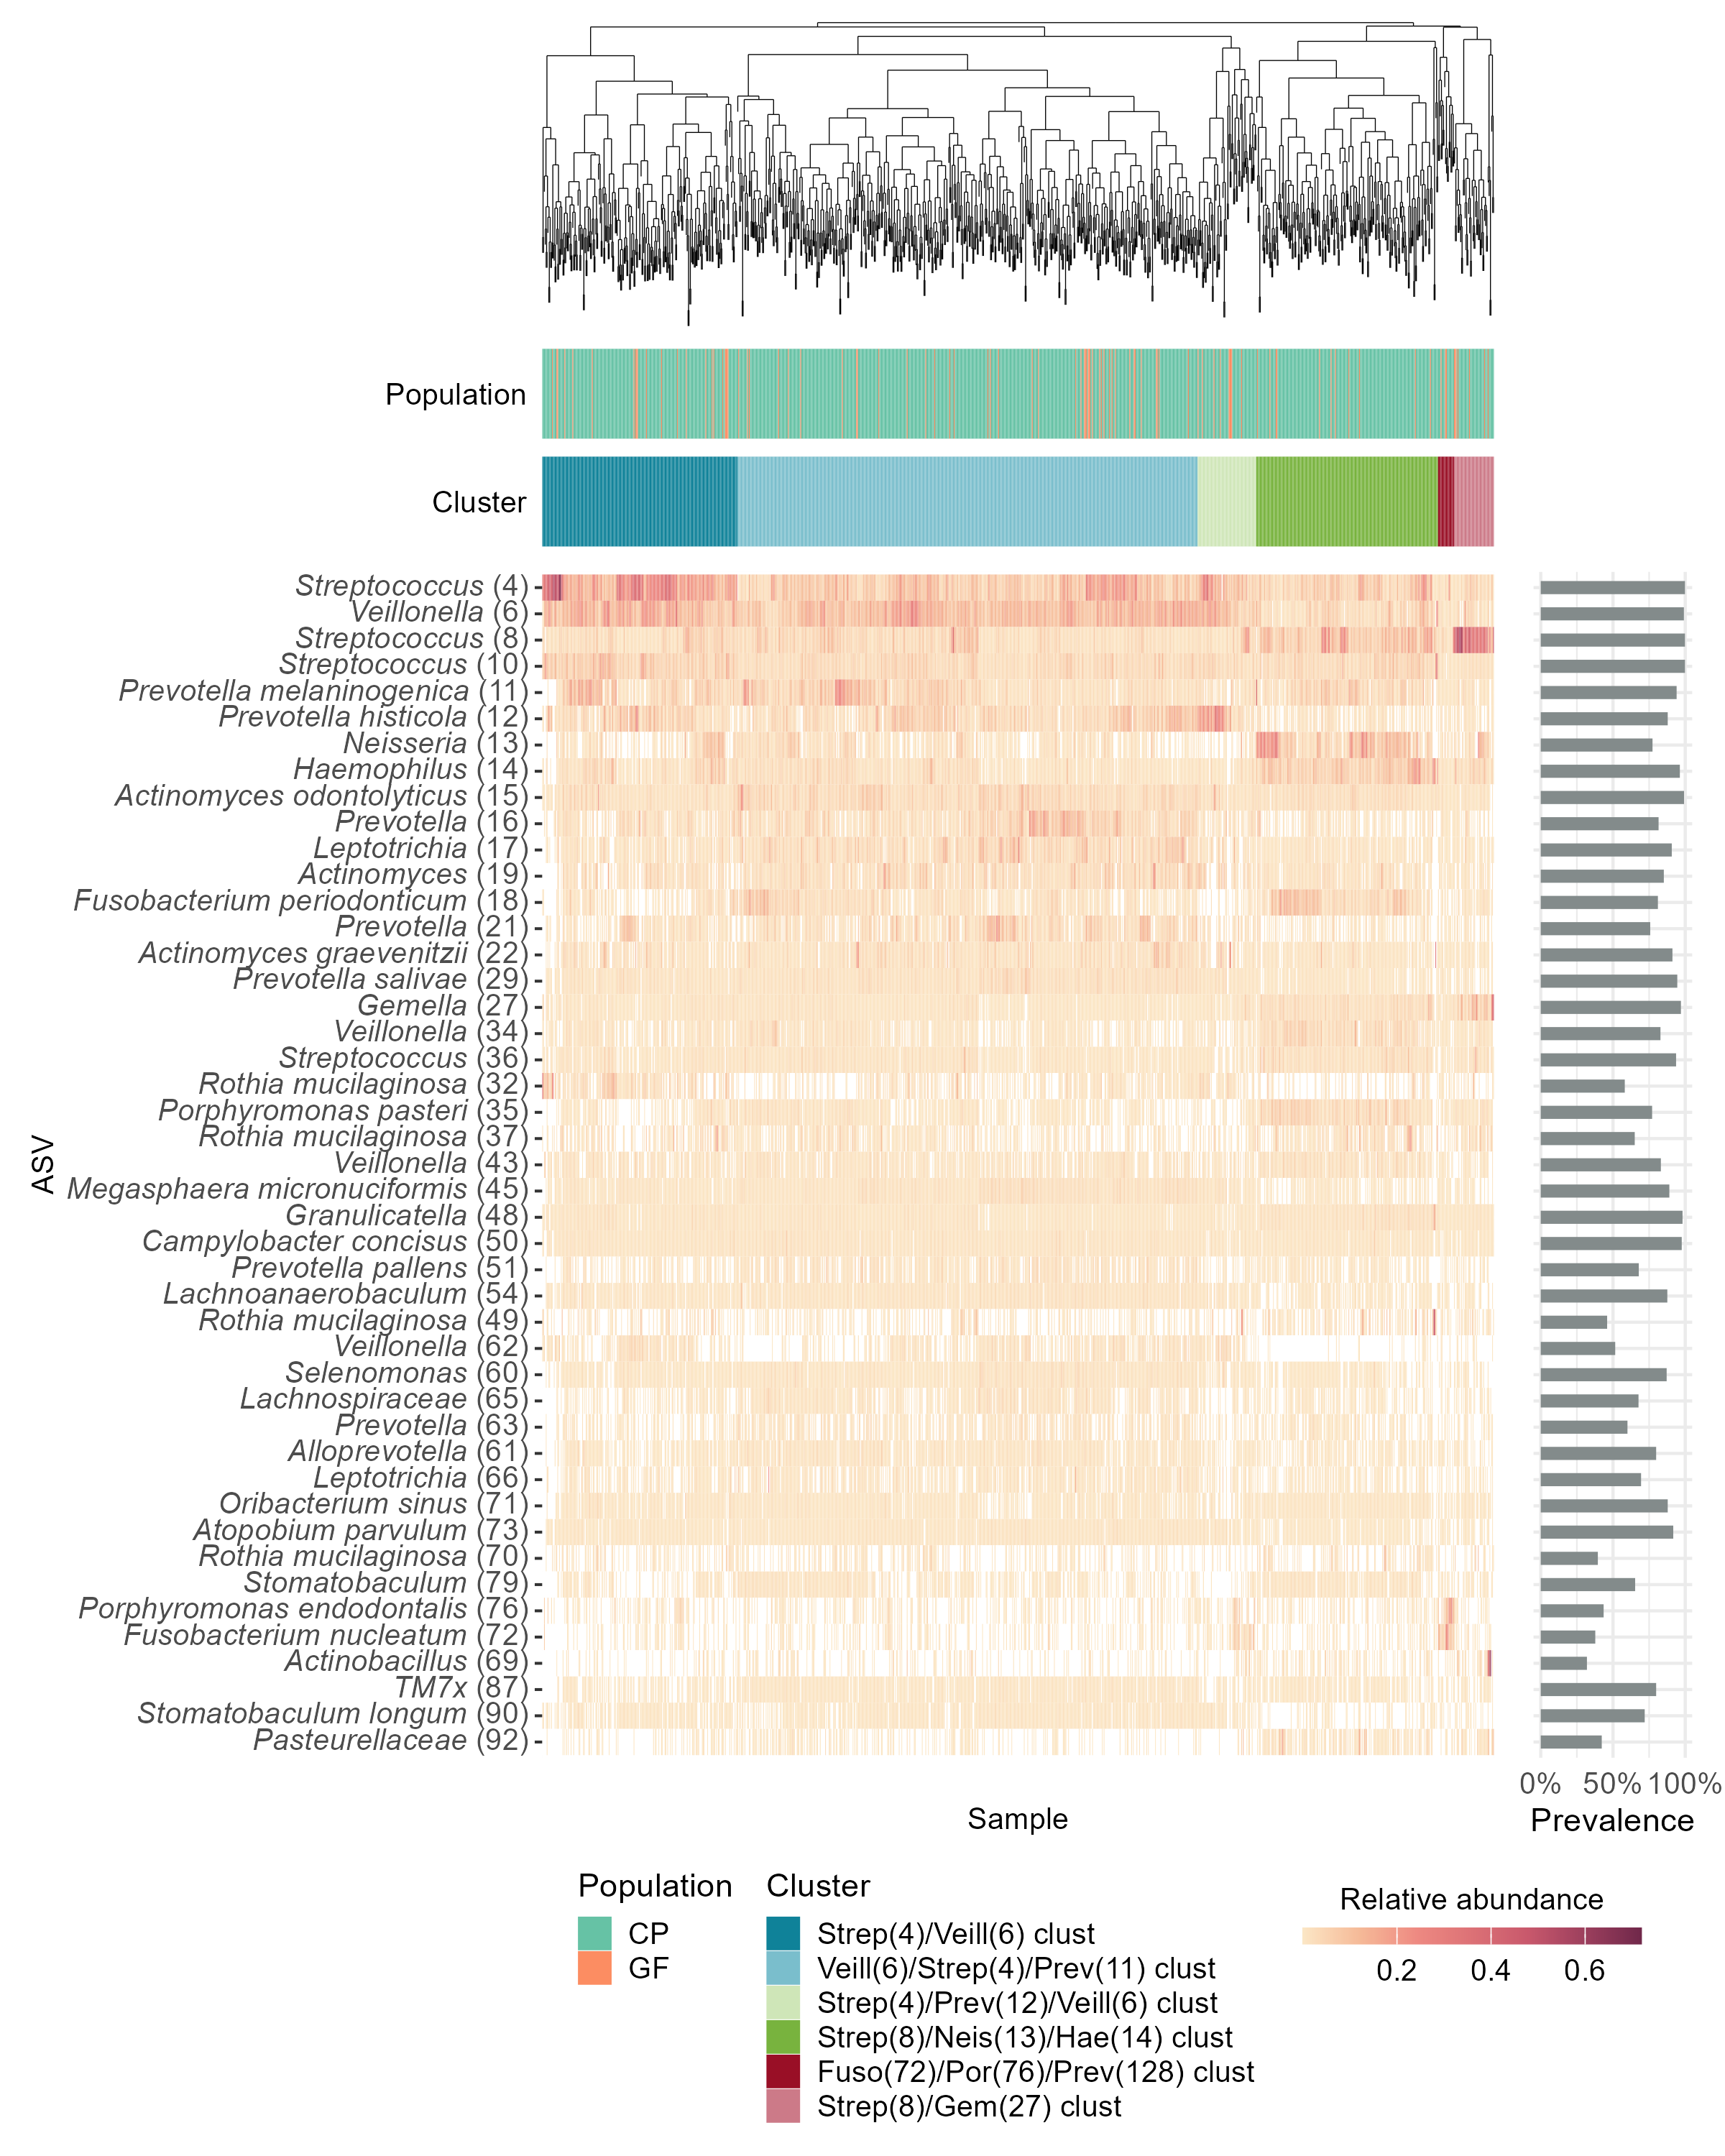 Population
Cluster
Streptococcus (4)
Veillonella (6)
Streptococcus (8)
Streptococcus (10)
Prevotella melaninogenica (11)
Prevotella histicola (12)
Neisseria (13)
Haemophilus (14)
Actinomyces odontolyticus (15)
Prevotella (16)
Leptotrichia (17)
Actinomyces (19)
Fusobacterium periodonticum (18)
Prevotella (21)
Actinomyces graevenitzii (22)
Prevotella salivae (29)
Gemella (27)
Veillonella (34)
Streptococcus (36)
Rothia mucilaginosa (32)
Porphyromonas pasteri (35)
Rothia mucilaginosa (37)
Veillonella (43)
Megasphaera micronuciformis (45)
Granulicatella (48)
Campylobacter concisus (50)
Prevotella pallens (51)
Lachnoanaerobaculum (54)
Rothia mucilaginosa (49)
Veillonella (62)
Selenomonas (60)
Lachnospiraceae (65)
Prevotella (63)
Alloprevotella (61)
Leptotrichia (66)
Oribacterium sinus (71)
Atopobium parvulum (73)
Rothia mucilaginosa (70)
Stomatobaculum (79)
Porphyromonas endodontalis (76)
Fusobacterium nucleatum (72)
Actinobacillus (69)
TM7x (87)
Stomatobaculum longum (90)
Pasteurellaceae (92)
ASV
0% 50% 100%
Sample
Prevalence
Population
CP
GF
Cluster
Strep(4)/Veill(6) clust
Veill(6)/Strep(4)/Prev(11) clust
Strep(4)/Prev(12)/Veill(6) clust
Strep(8)/Neis(13)/Hae(14) clust
Fuso(72)/Por(76)/Prev(128) clust
Strep(8)/Gem(27) clust
Relative abundance
0.2 0.4 0.6